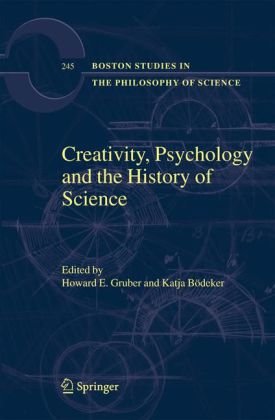 245 BOSTON STUDIES IN
THE PHILOSOPHY OF SCIENCE
Creativity, Psychology
and the History of
Science
Edited by
Howard E. Gruber and Katja Bödeker
Springer